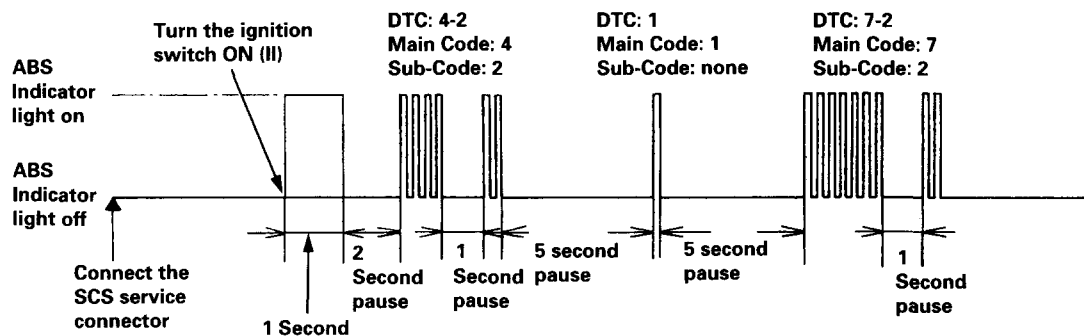 Turn the ignition
switch ON (II)
DTC: 4-2
Main Code: 4
Sub-Code: 2
DTC: 1
Main Code: 1
Sub-Code: none
DTC: 7-2
Main Code: 7
Sub-Code: 2
ABS
Indicator
light on
ABS
Indicator
light off
Connect the
SCS service
connector
1 Second
2
Second
pause
1
Second
pause
5 second
pause
5 second
pause
1
Second
pause